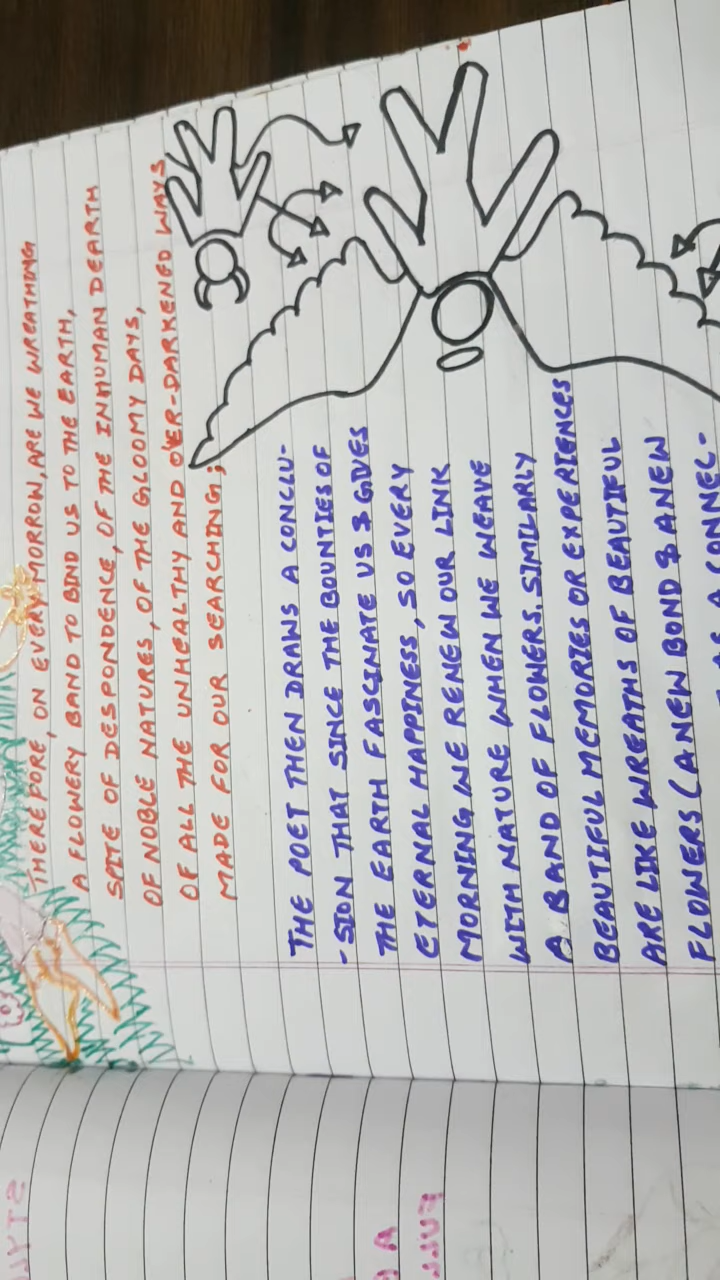 THEREFORE, ON EVERY MORROW, ARE WE WREATHING
A FLOWERY BAND TO BIND US TO THE EARTH,
SPITE OF DESPONDENCE, OF THE INHUMAN DEARTH
OF NOBLE NATURES, OF THE GLOOMY DAYS,
OF ALL THE UNHEALTHY AND O'ER-DARKENED WAYS
MADE FOR OUR SEARCHING;
THE POET THEN DRAWS A CONCLU-
-SION THAT SINCE THE BOUNTIES OF
THE EARTH FASCINATE US & GIVES
ETERNAL HAPPINESS, SO EVERY
MORNING WE RENEW OUR LINK
WITH NATURE WHEN WE WEAVE
A BAND OF FLOWERS. SIMILARLY
BEAUTIFUL MEMORIES OR EXPERIENCES
ARE LIKE WREATHS OF BEAUTIFUL
FLOWERS (A NEW BOND & A NEW